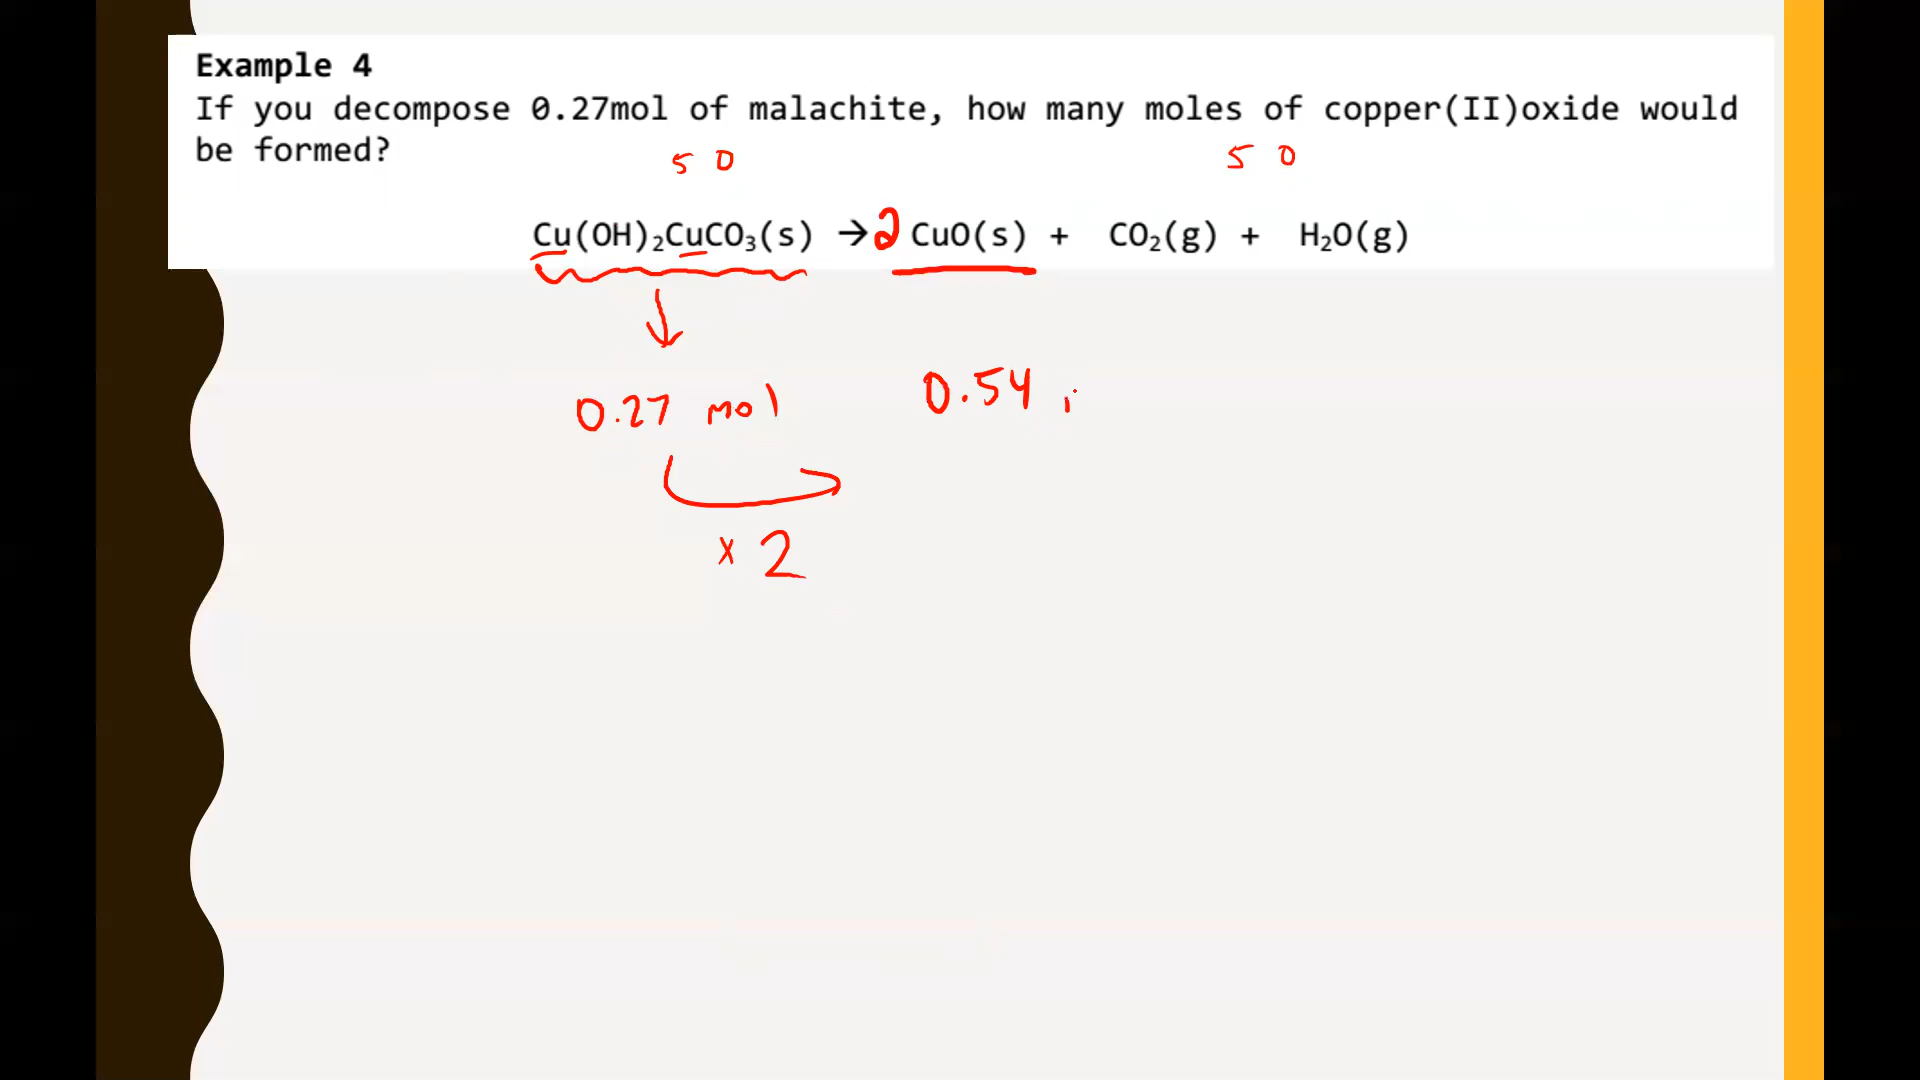 Example 4
If you decompose 0.27mol of malachite, how many moles of copper(II)oxide would
be formed?
5 O 5 O
Cu(OH)₂CuCO₃(s) → 2 CuO(s) + CO₂(g) + H₂O(g)
0.27 mol 0.54
× 2